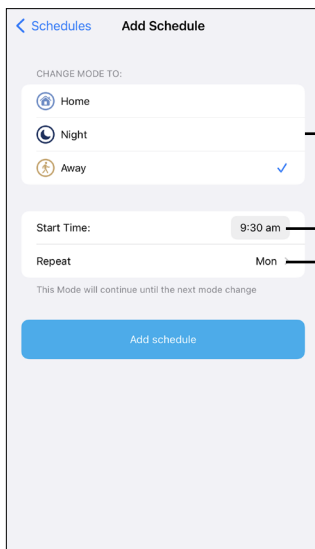 Schedules Add Schedule
CHANGE MODE TO:
Home
Night
Away
Start Time: 9:30 am
Repeat Mon
This Mode will continue until the next mode change
Add schedule